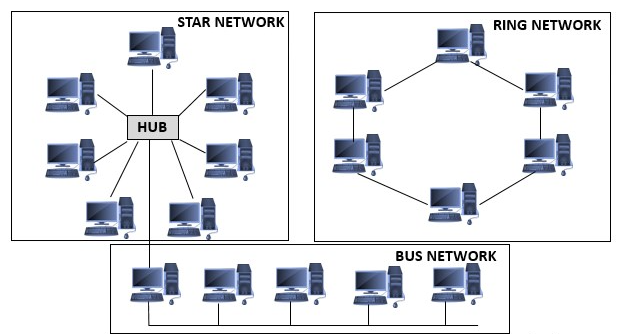 STAR NETWORK
RING NETWORK
HUB
BUS NETWORK